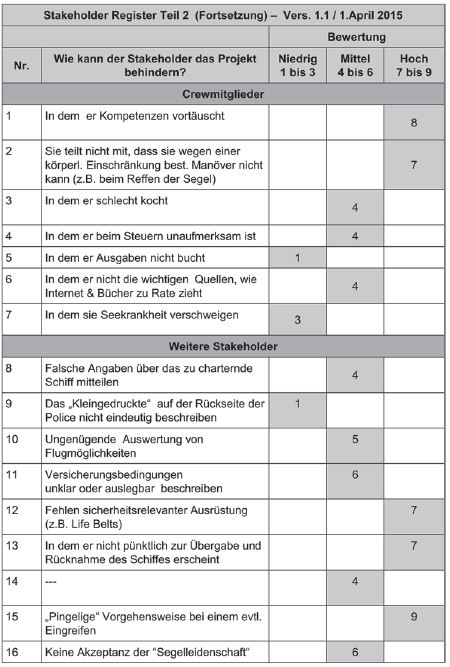 Stakeholder Register Teil 2 (Fortsetzung) – Vers. 1.1 / 1.April 2015
Bewertung
Nr.
Wie kann der Stakeholder das Projekt
behindern?
Niedrig
1 bis 3
Mittel
4 bis 6
Hoch
7 bis 9
Crewmitglieder
1 In dem er Kompetenzen vortäuscht 8
2 Sie teilt nicht mit, dass sie wegen einer
körperl. Einschränkung best. Manöver nicht
kann (z.B. beim Reffen der Segel) 7
3 In dem er schlecht kocht 4
4 In dem er beim Steuern unaufmerksam ist 4
5 In dem er Ausgaben nicht bucht 1
6 In dem er nicht die wichtigen Quellen, wie
Internet & Bücher zu Rate zieht 4
7 In dem sie Seekrankheit verschweigen 3
Weitere Stakeholder
8 Falsche Angaben über das zu charternde
Schiff mitteilen 4
9 Das „Kleingedruckte“ auf der Rückseite der
Police nicht eindeutig beschreiben 1
10 Ungenügende Auswertung von
Flugmöglichkeiten 5
11 Versicherungsbedingungen
unklar oder auslegbar beschreiben 6
12 Fehlen sicherheitsrelevanter Ausrüstung
(z.B. Life Belts) 7
13 In dem er nicht pünktlich zur Übergabe und
Rücknahme des Schiffes erscheint 7
14 --- 4
15 „Pingelige“ Vorgehensweise bei einem evtl.
Eingreifen 9
16 Keine Akzeptanz der “Segelleidenschaft“ 6